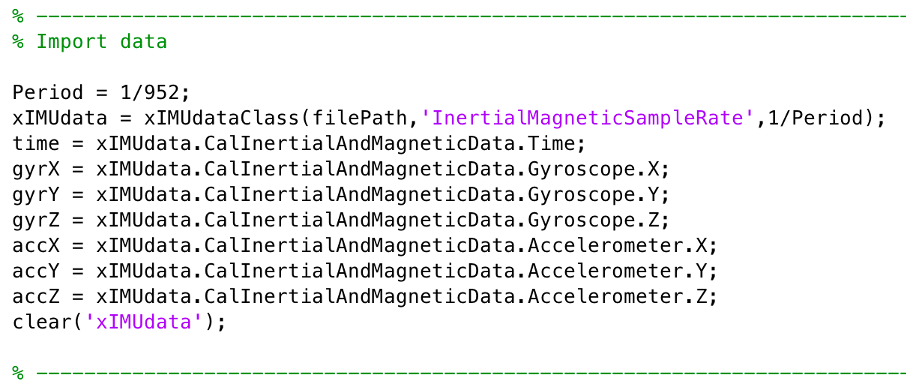 % -------------------------------------------------------------------------
% Import data
Period = 1/952;
xIMUdata = xIMUdataClass(filePath,'InertialMagneticSampleRate',1/Period);
time = xIMUdata.CalInertialAndMagneticData.Time;
gyrX = xIMUdata.CalInertialAndMagneticData.Gyroscope.X;
gyrY = xIMUdata.CalInertialAndMagneticData.Gyroscope.Y;
gyrZ = xIMUdata.CalInertialAndMagneticData.Gyroscope.Z;
accX = xIMUdata.CalInertialAndMagneticData.Accelerometer.X;
accY = xIMUdata.CalInertialAndMagneticData.Accelerometer.Y;
accZ = xIMUdata.CalInertialAndMagneticData.Accelerometer.Z;
clear('xIMUdata');
% -------------------------------------------------------------------------